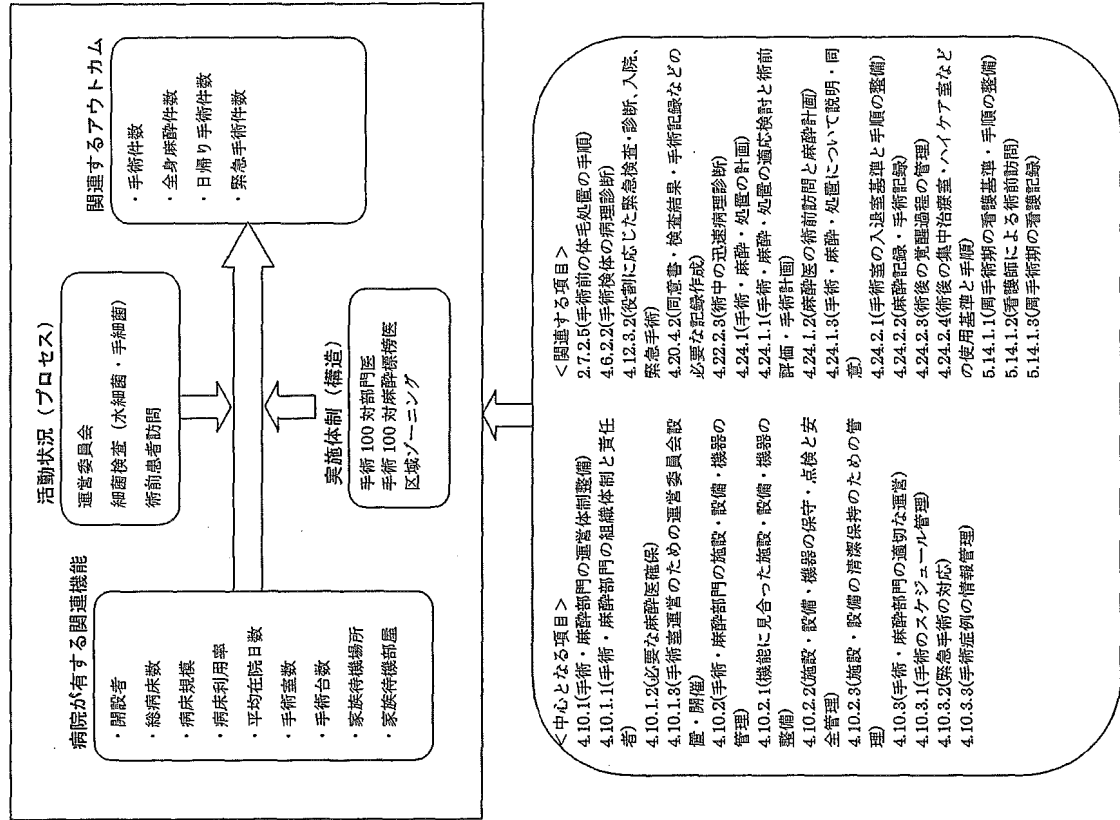 病院が有する関連機能
・開設者
・総病床数
・病床規模
・病床利用率
・平均在院日数
・手術室数
・手術台数
・家族待機場所
・家族待機部屋
活動状況（プロセス）
運営委員会
細菌検査（水細菌・手細菌）
術前患者訪問
実施体制（構造）
手術 100 対部門医
手術 100 対麻酔標榜医
区域ゾーニング
関連するアウトカム
・手術件数
・全身麻酔件数
・日帰り手術件数
・緊急手術件数
＜中心となる項目＞
4.10.1(手術・麻酔部門の運営体制整備)
4.10.1.1(手術・麻酔部門の組織体制と責任
者)
4.10.1.2(必要な麻酔医確保)
4.10.1.3(手術室運営のための運営委員会設
置・開催)
4.10.2(手術・麻酔部門の施設・設備・機器の
管理)
4.10.2.1(機能に見合った施設・設備・機器の
整備)
4.10.2.2(施設・設備・機器の保守・点検と安
全管理)
4.10.2.3(施設・設備の清潔保持のための管
理)
4.10.3(手術・麻酔部門の適切な運営)
4.10.3.1(手術のスケジュール管理)
4.10.3.2(緊急手術の対応)
4.10.3.3(手術症例の情報管理)
＜関連する項目＞
2.7.2.5(手術前の体毛処置の手順)
4.6.2.2(手術検体の病理診断)
4.12.3.2(役割に応じた緊急検査・診断、入院、
緊急手術)
4.20.4.2(同意書・検査結果・手術記録などの
必要な記録作成)
4.22.2.3(術中の迅速病理診断)
4.24.1(手術・麻酔・処置の計画)
4.24.1.1(手術・麻酔・処置の適応検討と術前
評価・手術計画)
4.24.1.2(麻酔医の術前訪問と麻酔計画)
4.24.1.3(手術・麻酔・処置について説明・同
意)
4.24.2.1(手術室の入退室基準と手順の整備)
4.24.2.2(麻酔記録・手術記録)
4.24.2.3(術後の覚醒過程の管理)
4.24.2.4(術後の集中治療室・ハイケア室など
の使用基準と手順)
5.14.1.1(周手術期の看護基準・手順の整備)
5.14.1.2(看護師による術前訪問)
5.14.1.3(周手術期の看護記録)